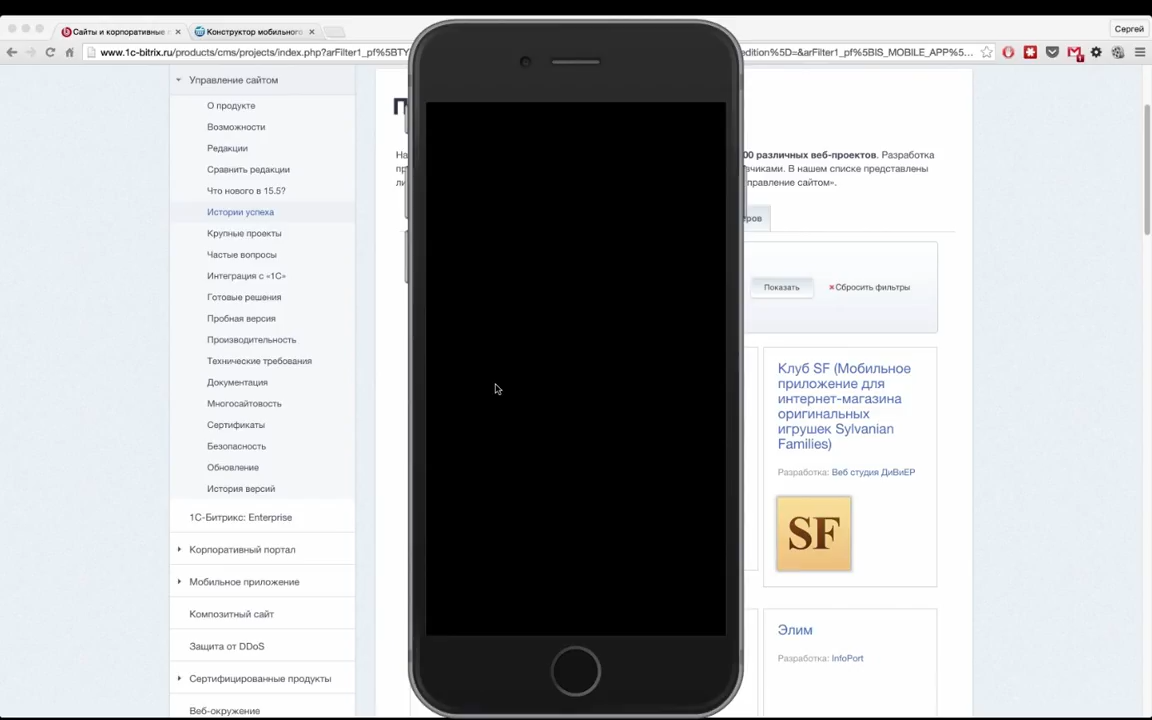 Сайты и корпоративные
Конструктор мобильного
Сергей
www.1c-bitrix.ru/products/cms/projects/index.php?arFilter1_pf%5BTY
edition%5D=&arFilter1_pf%5BIS_MOBILE_APP%5...
Управление сайтом
О продукте
Возможности
Редакции
Сравнить редакции
Что нового в 15.5?
Истории успеха
Крупные проекты
Частые вопросы
Интеграция с «1С»
Готовые решения
Пробная версия
Производительность
Технические требования
Документация
Многосайтовость
Сертификаты
Безопасность
Обновление
История версий
1С-Битрикс: Enterprise
Корпоративный портал
Мобильное приложение
Композитный сайт
Защита от DDoS
Сертифицированные продукты
Веб-окружение
П
На
00 различных веб-проектов. Разработка
пр
зчиками. В нашем списке представлены
ли
правление сайтом».
ров
Показать
Сбросить фильтры
Клуб SF (Мобильное
приложение для
интернет-магазина
оригинальных
игрушек Sylvanian
Families)
Разработка: Веб студия ДиВиЕР
SF
Элим
Разработка: InfoPort